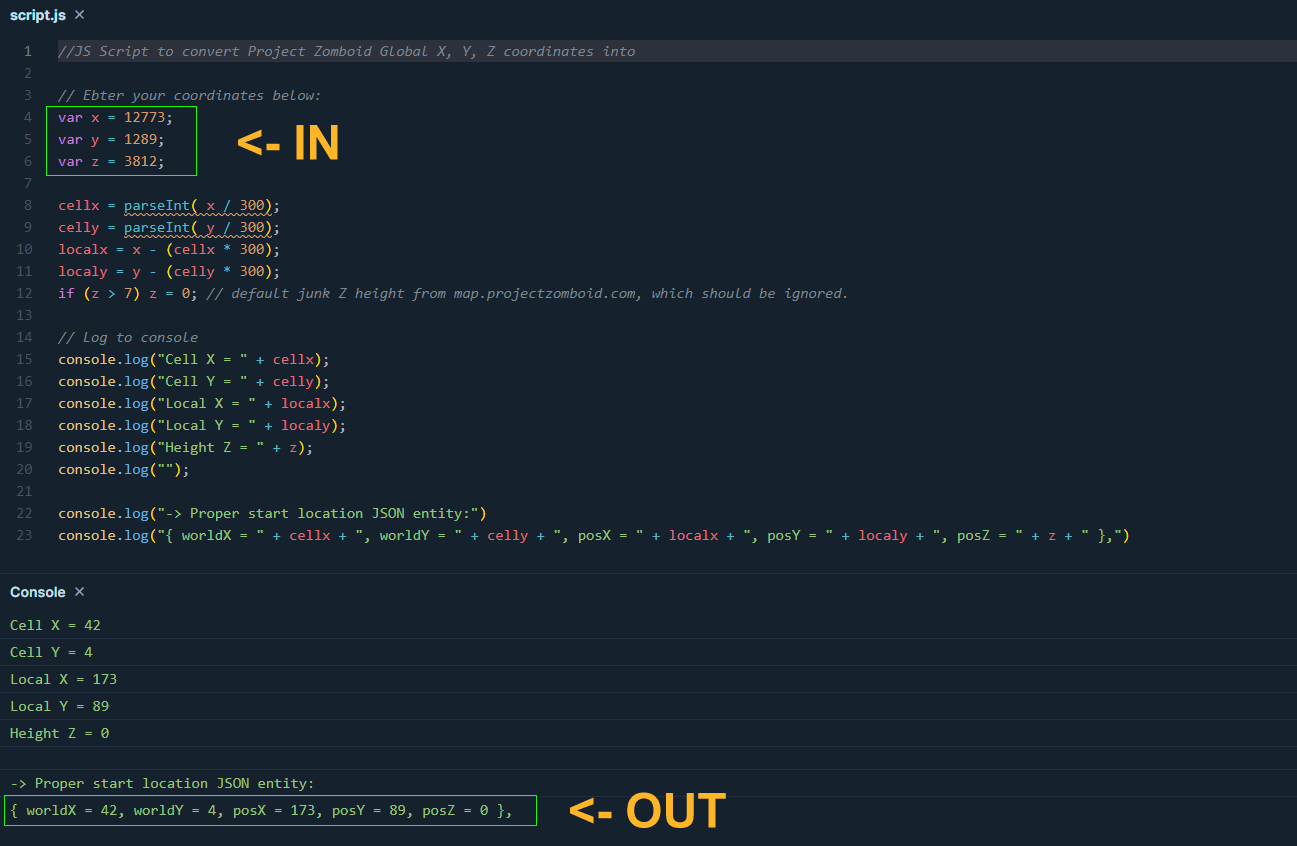 script.js ✕
1 //JS Script to convert Project Zomboid Global X, Y, Z coordinates into
2
3 // Ebter your coordinates below:
4 var x = 12773;
5 var y = 1289;
6 var z = 3812;
<- IN
7
8 cellx = parseInt( x / 300);
9 celly = parseInt( y / 300);
10 localx = x - (cellx * 300);
11 localy = y - (celly * 300);
12 if (z > 7) z = 0; // default junk Z height from map.projectzomboid.com, which should be ignored.
13
14 // Log to console
15 console.log("Cell X = " + cellx);
16 console.log("Cell Y = " + celly);
17 console.log("Local X = " + localx);
18 console.log("Local Y = " + localy);
19 console.log("Height Z = " + z);
20 console.log("");
21
22 console.log("-> Proper start location JSON entity:")
23 console.log("{ worldX = " + cellx + ", worldY = " + celly + ", posX = " + localx + ", posY = " + localy + ", posZ = " + z + " },")
Console ✕
Cell X = 42
Cell Y = 4
Local X = 173
Local Y = 89
Height Z = 0
-> Proper start location JSON entity:
{ worldX = 42, worldY = 4, posX = 173, posY = 89, posZ = 0 },
<- OUT